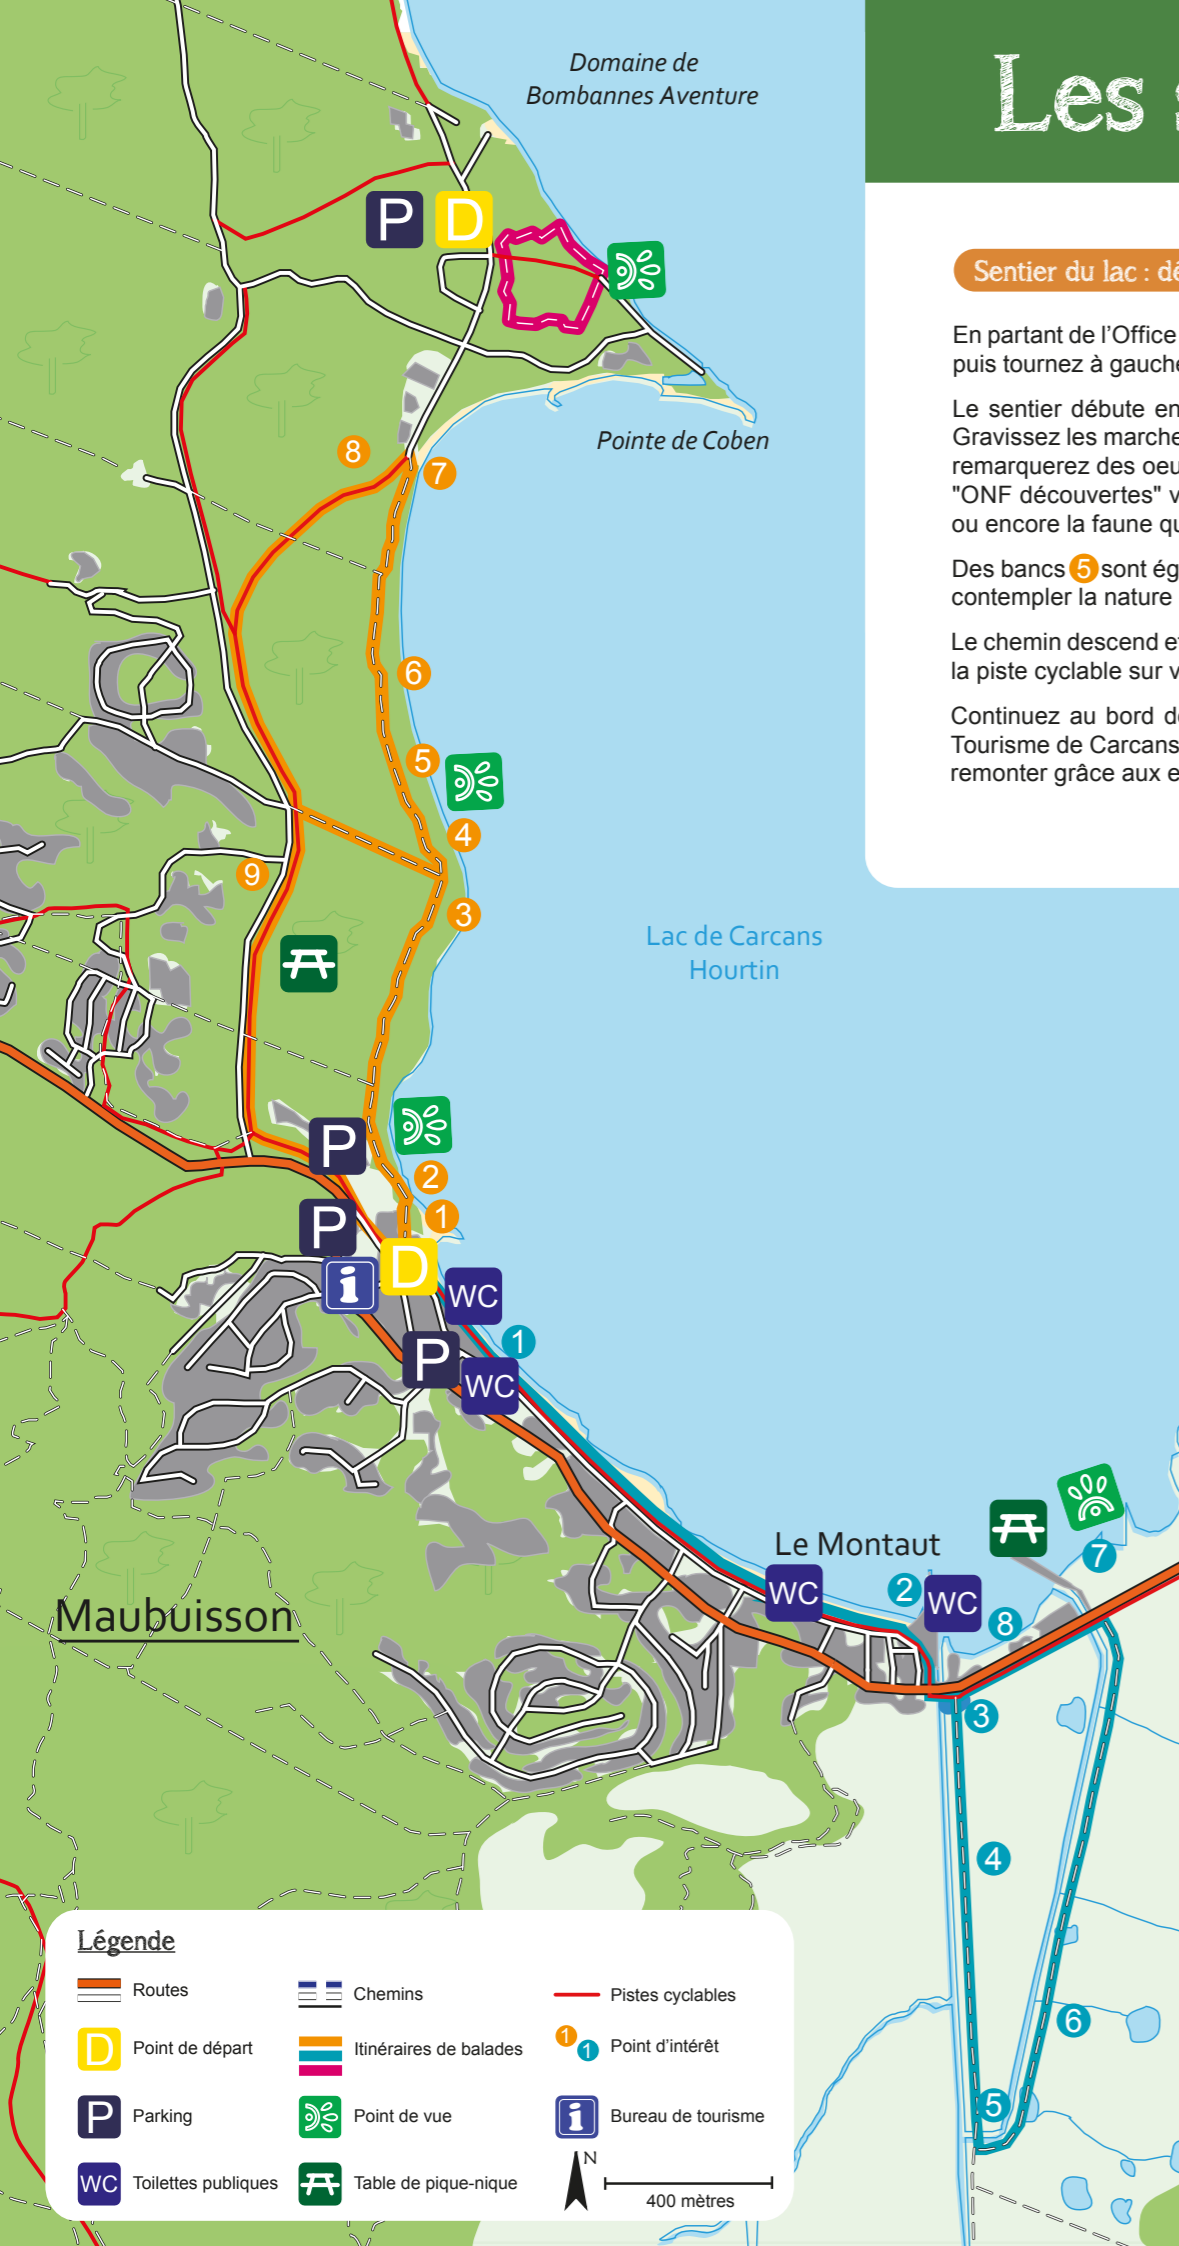 Domaine de
Bombannes Aventure
Les
P D
Sentier du lac :
En partant de l'Office
puis tournez à gauche
Le sentier débute en
Gravissez les marche
remarquerez des oeu
"ONF découvertes" v
ou encore la faune qu
Des bancs 5 sont ég
contempler la nature
Le chemin descend e
la piste cyclable sur v
Continuez au bord d
Tourisme de Carcans
remonter grâce aux e
Pointe de Coben
8
7
6
5
4
9
3
Lac de Carcans
Hourtin
P
2
1
P
D
i
WC
1
P
WC
Le Montaut
7
WC
2
WC
8
Maubuisson
3
4
6
5
Légende
Routes
Chemins
Pistes cyclables
D Point de départ
Itinéraires de balades
1 1 Point d'intérêt
P Parking
Point de vue
i Bureau de tourisme
WC Toilettes publiques
Table de pique-nique
N
400 mètres